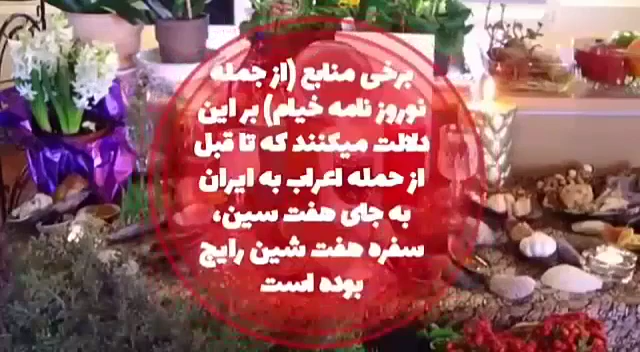 برخی منابع (از جمله
نوروز نامه خیام) بر این
دلالت میکنند که تا قبل
از حمله اعراب به ایران
به جای هفت سین،
سفره هفت شین رایج
بوده است